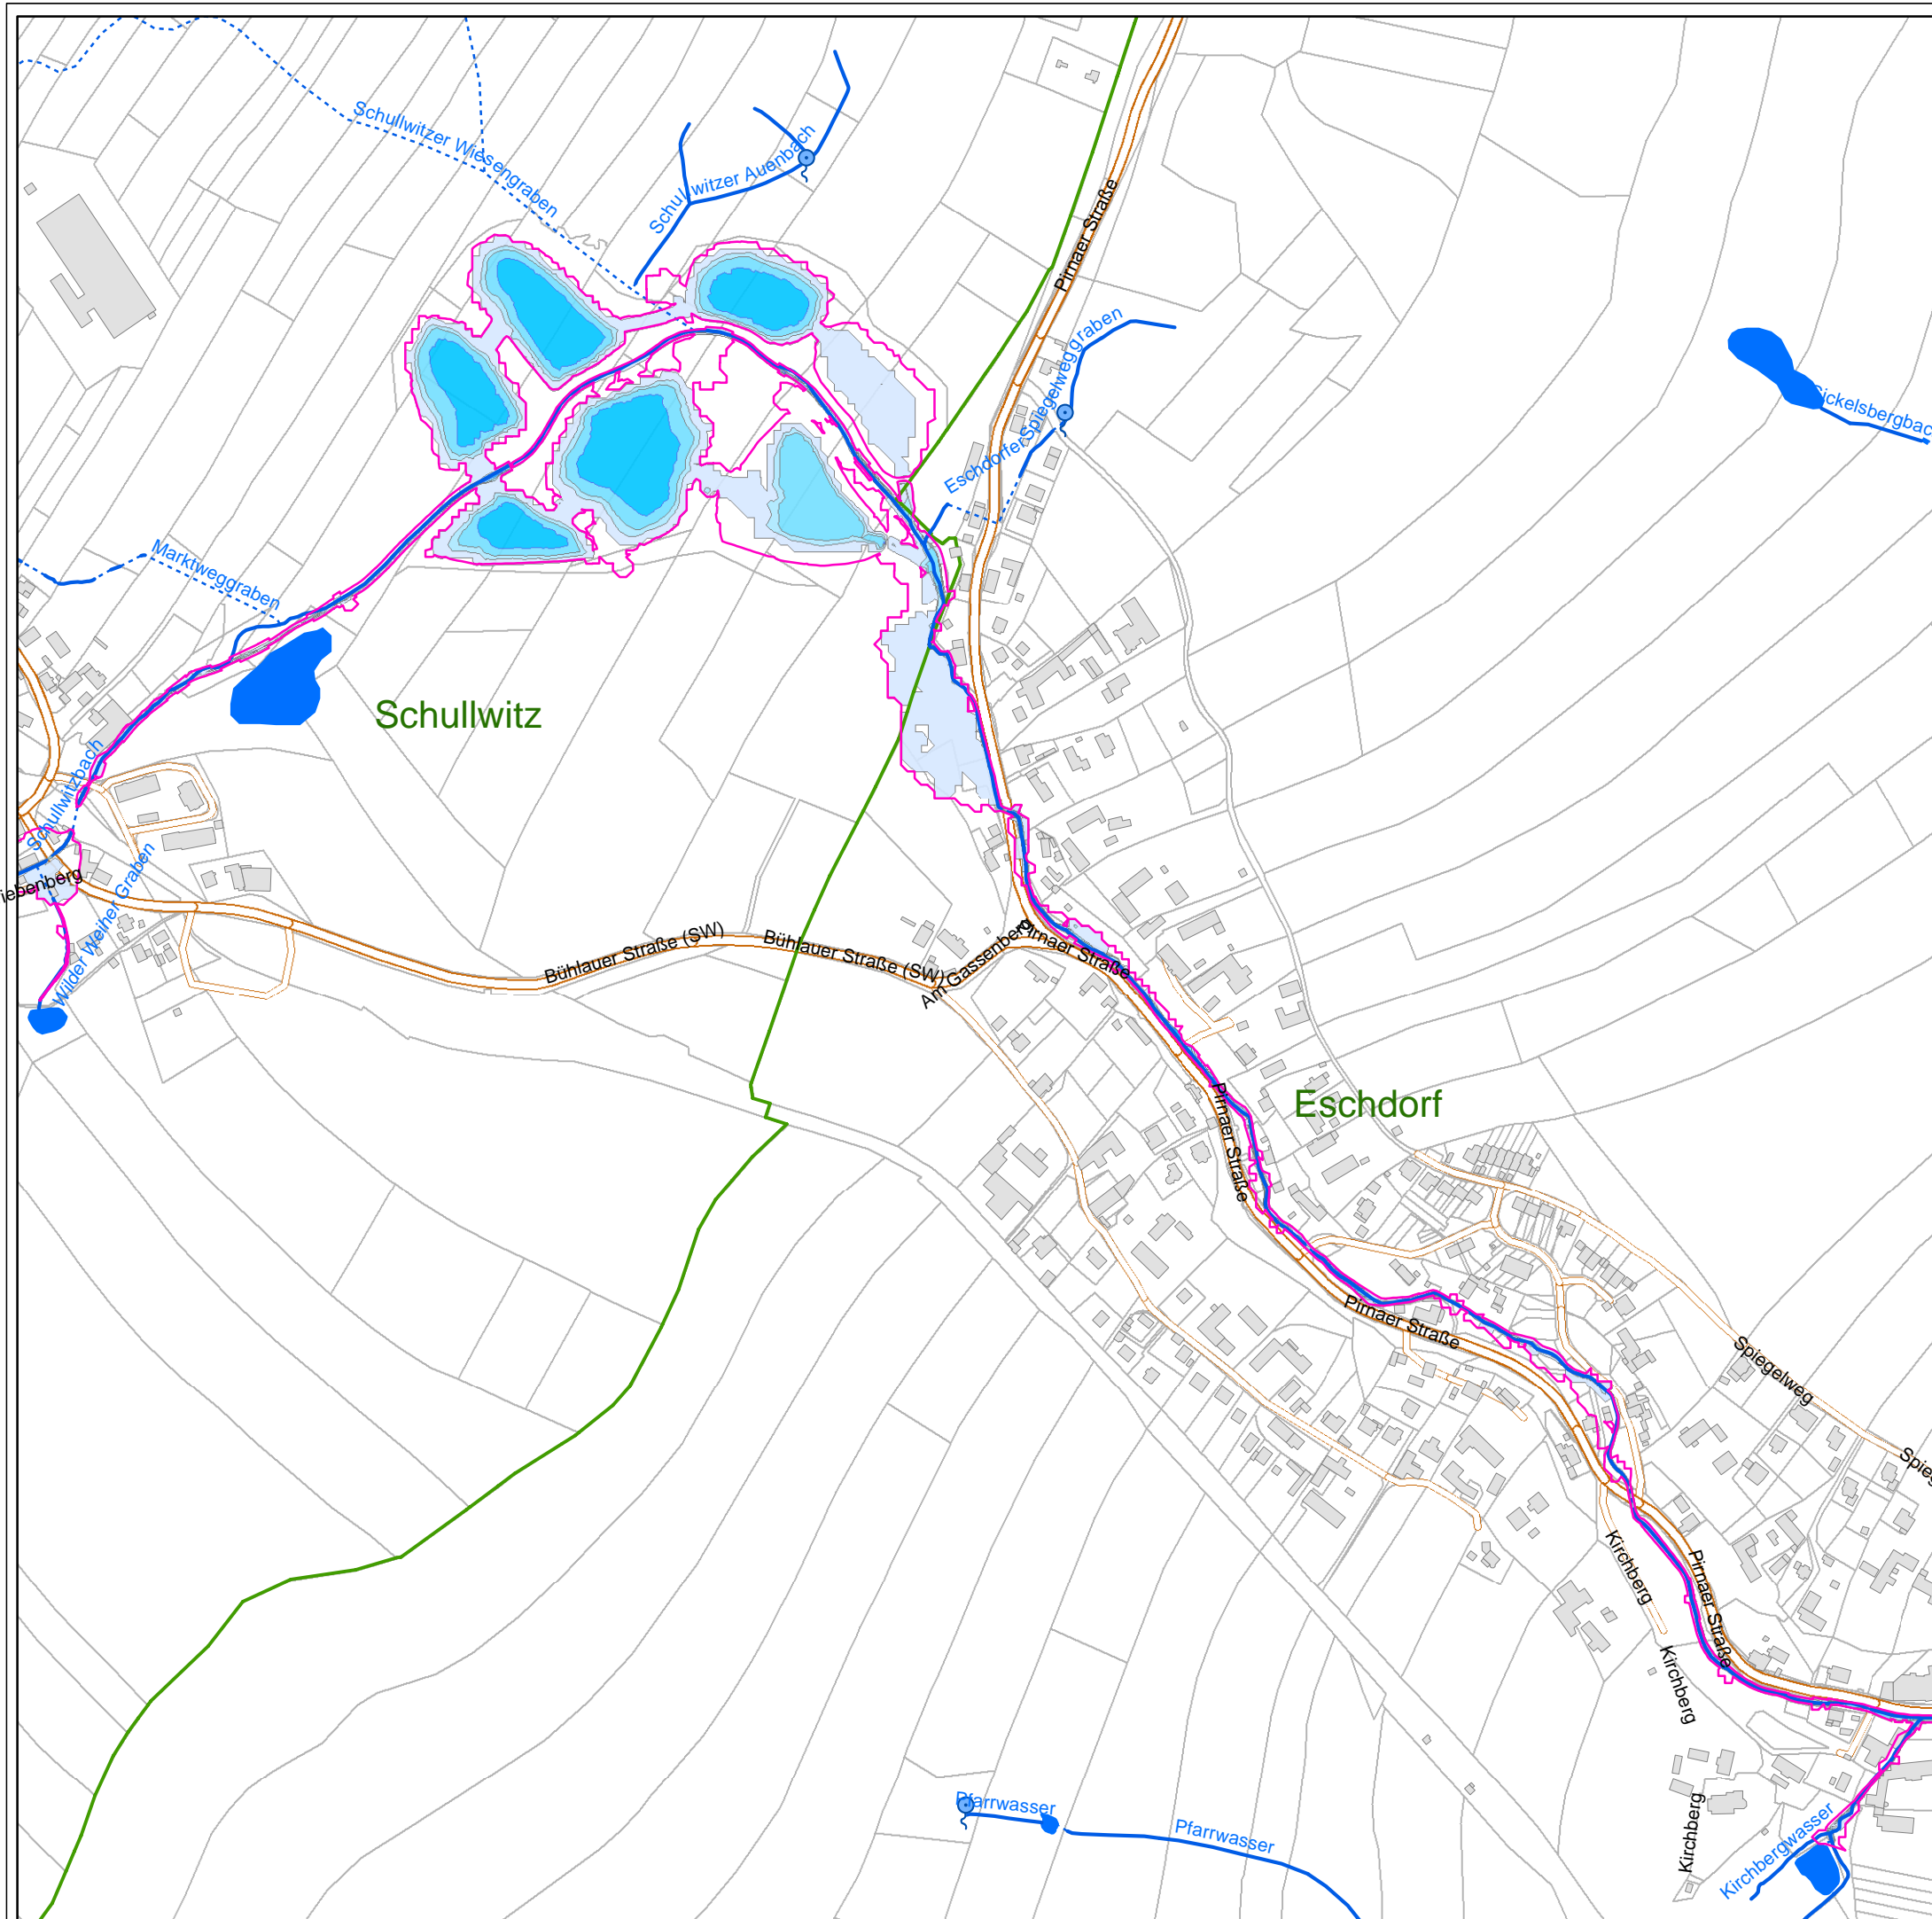 Schullwitzer Wiesengraben
Schullwitzer Auenbach
Pirnaer Straße
Eschdorfer Spiegelweggraben
Marktweggraben
Schullwitz
Schullwitzbach
Wilder Weiher Graben
Bühlauer Straße (SW)
Bühlauer Straße (SW)
Am Gassenberg
Pirnaer Straße
Pirnaer Straße
Eschdorf
Pirnaer Straße
Spiegelweg
Kirchberg
Pirnaer Straße
Kirchberg
Kirchberg
Pfarrwasser
Pfarrwasser
Kirchbergwasser